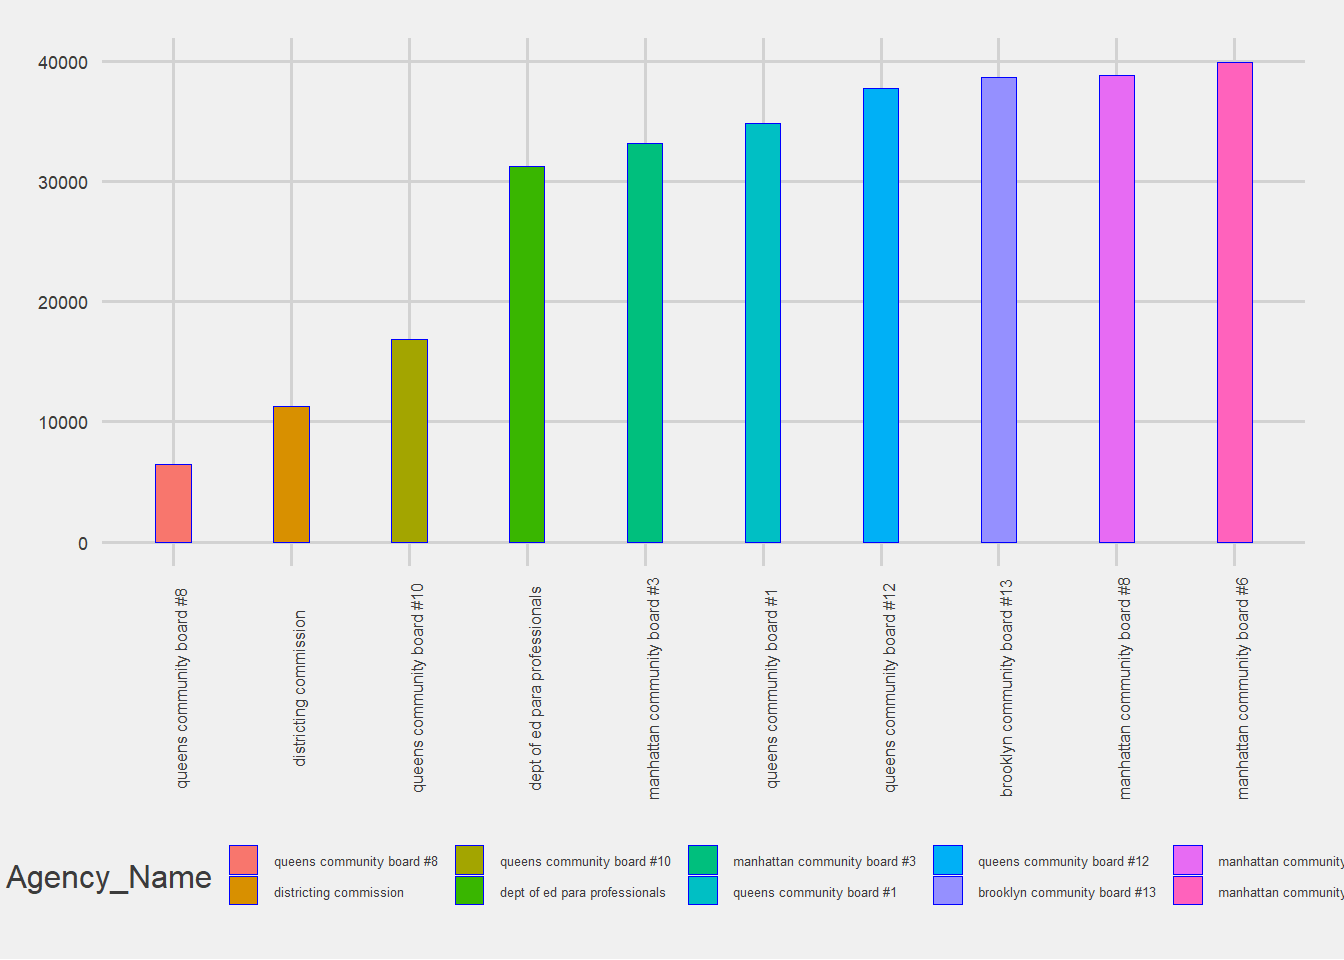 40000
30000
20000
10000
0
queens community board #8
districting commission
queens community board #10
dept of ed para professionals
manhattan community board #3
queens community board #1
queens community board #12
brooklyn community board #13
manhattan community board #8
manhattan community board #6
Agency_Name
queens community board #8
districting commission
queens community board #10
dept of ed para professionals
manhattan community board #3
queens community board #1
queens community board #12
brooklyn community board #13
manhattan community
manhattan community